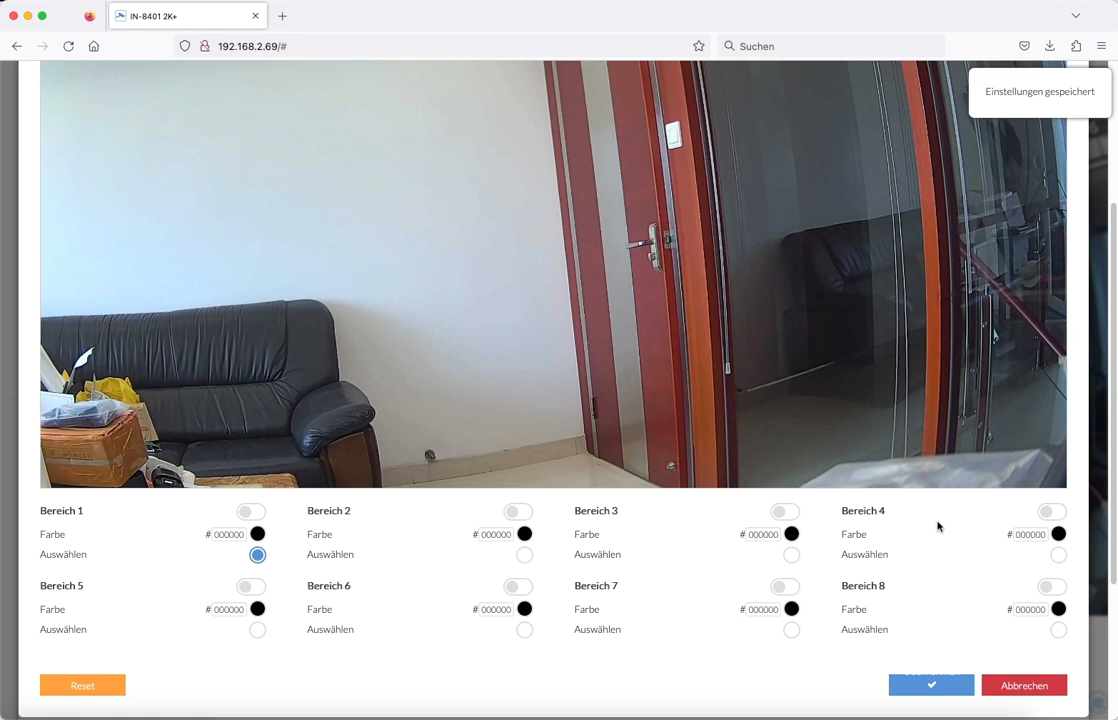 IN-8401 2K+
192.168.2.69/#
Suchen
Einstellungen gespeichert
Bereich 1
Bereich 2
Bereich 3
Bereich 4
Farbe # 000000
Farbe # 000000
Farbe # 000000
Farbe # 000000
Auswählen
Auswählen
Auswählen
Auswählen
Bereich 5
Bereich 6
Bereich 7
Bereich 8
Farbe # 000000
Farbe # 000000
Farbe # 000000
Farbe # 000000
Auswählen
Auswählen
Auswählen
Auswählen
Reset
Abbrechen